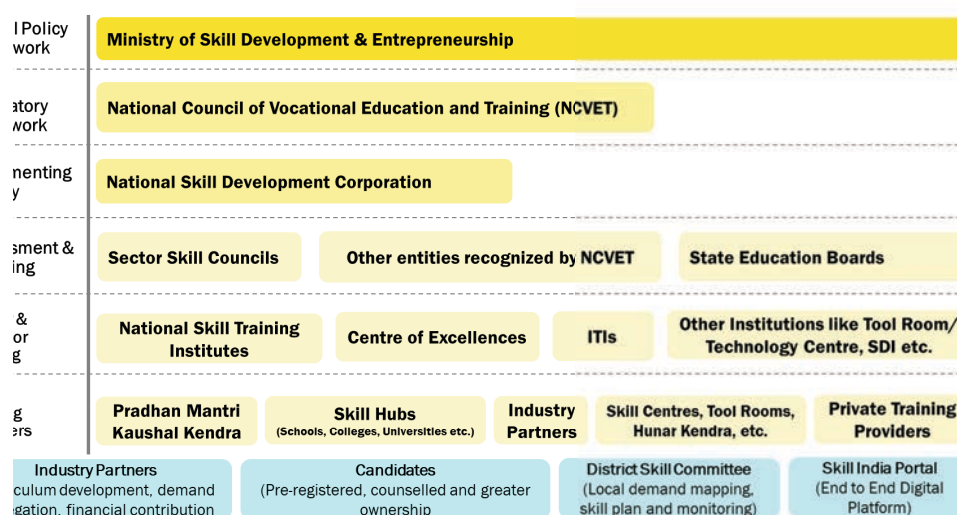 l Policy
work
Ministry of Skill Development & Entrepreneurship
atory
work
National Council of Vocational Education and Training (NCVET)
menting
y
National Skill Development Corporation
sment &
ing
Sector Skill Councils
Other entities recognized by NCVET
State Education Boards
&
or
g
National Skill Training
Institutes
Centre of Excellences
ITIs
Other Institutions like Tool Room/
Technology Centre, SDI etc.
g
ers
Pradhan Mantri
Kaushal Kendra
Skill Hubs
(Schools, Colleges, Universities etc.)
Industry
Partners
Skill Centres, Tool Rooms,
Hunar Kendra, etc.
Private Training
Providers
Industry Partners
culum development, demand
egation, financial contribution
Candidates
(Pre-registered, counselled and greater
ownership
District Skill Committee
(Local demand mapping,
skill plan and monitoring)
Skill India Portal
(End to End Digital
Platform)